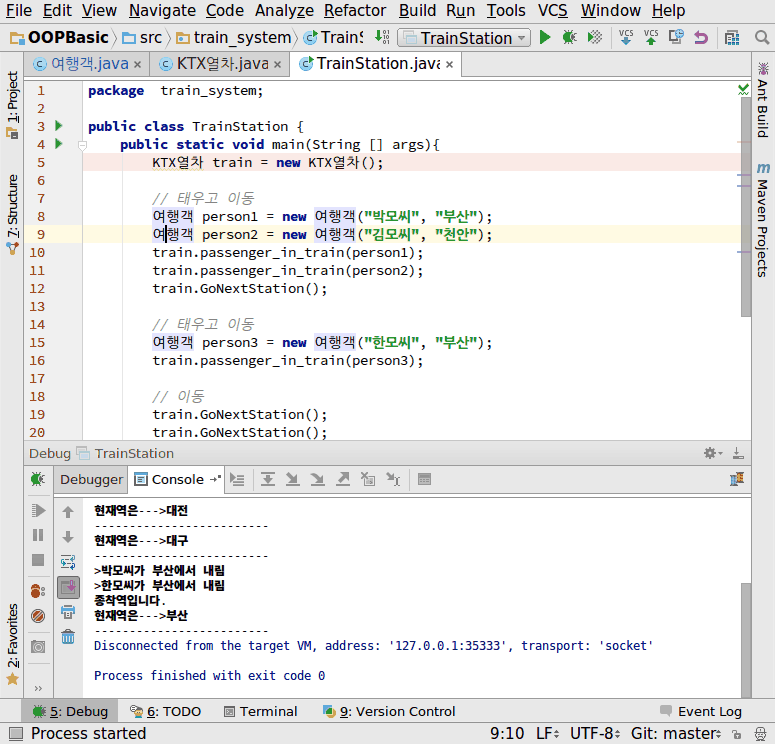 File Edit View Navigate Code Analyze Refactor Build Run Tools VCS Window Help
OOPBasic src train_system TrainS TrainStation VCS VCS
여행객.java × KTX열차.java × TrainStation.java ×
1: Project
7: Structure
2: Favorites
Ant Build
m Maven Projects
1 package train_system;
2
3 public class TrainStation {
4 public static void main(String [] args){
5 KTX열차 train = new KTX열차();
6
7 // 태우고 이동
8 여행객 person1 = new 여행객("박모씨", "부산");
9 여행객 person2 = new 여행객("김모씨", "천안");
10 train.passenger_in_train(person1);
11 train.passenger_in_train(person2);
12 train.GoNextStation();
13
14 // 태우고 이동
15 여행객 person3 = new 여행객("한모씨", "부산");
16 train.passenger_in_train(person3);
17
18 // 이동
19 train.GoNextStation();
20 train.GoNextStation();
Debug TrainStation
Debugger Console
현재역은--->대전
-------------------------
현재역은--->대구
-------------------------
>박모씨가 부산에서 내림
>한모씨가 부산에서 내림
종착역입니다.
현재역은--->부산
-------------------------
Disconnected from the target VM, address: '127.0.0.1:35333', transport: 'socket'
Process finished with exit code 0
5: Debug 6: TODO Terminal 9: Version Control Event Log
Process started 9:10 LF UTF-8 Git: master